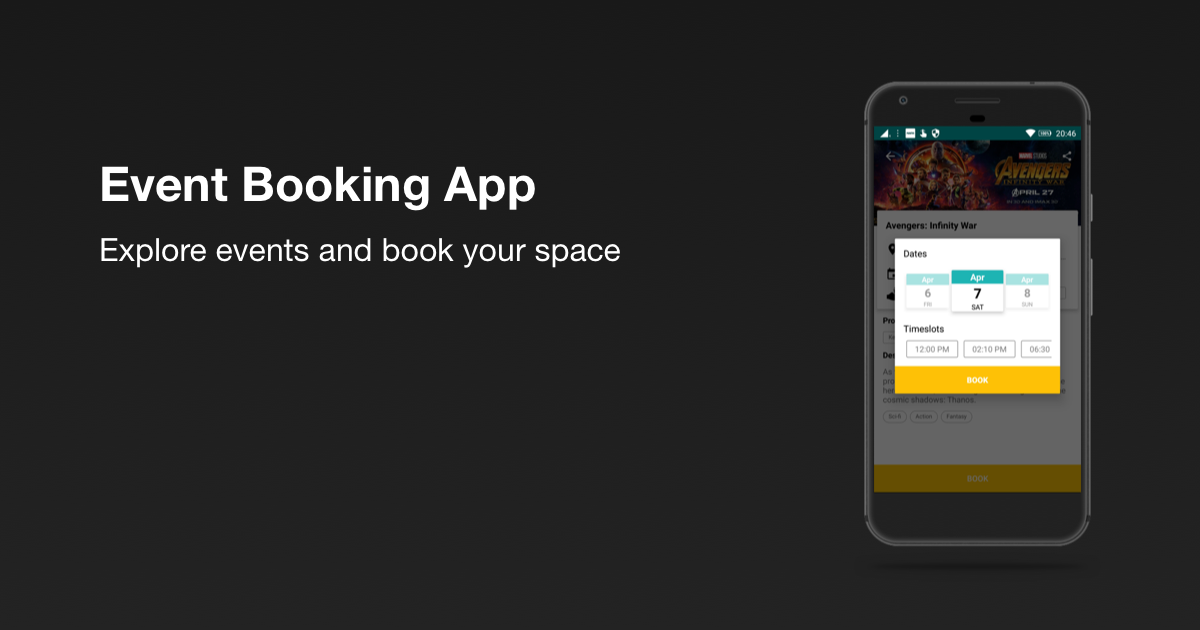 Event Booking App
Explore events and book your space
20:46
MARVEL STUDIOS
AVENGERS
INFINITY WAR
APRIL 27
Avengers: Infinity War
Dates
Apr Apr Apr
6 7 8
FRI SAT SUN
Timeslots
12:00 PM 02:10 PM 06:30
BOOK
As
cosmic shadows: Thanos.
Sci-fi Action Fantasy
BOOK